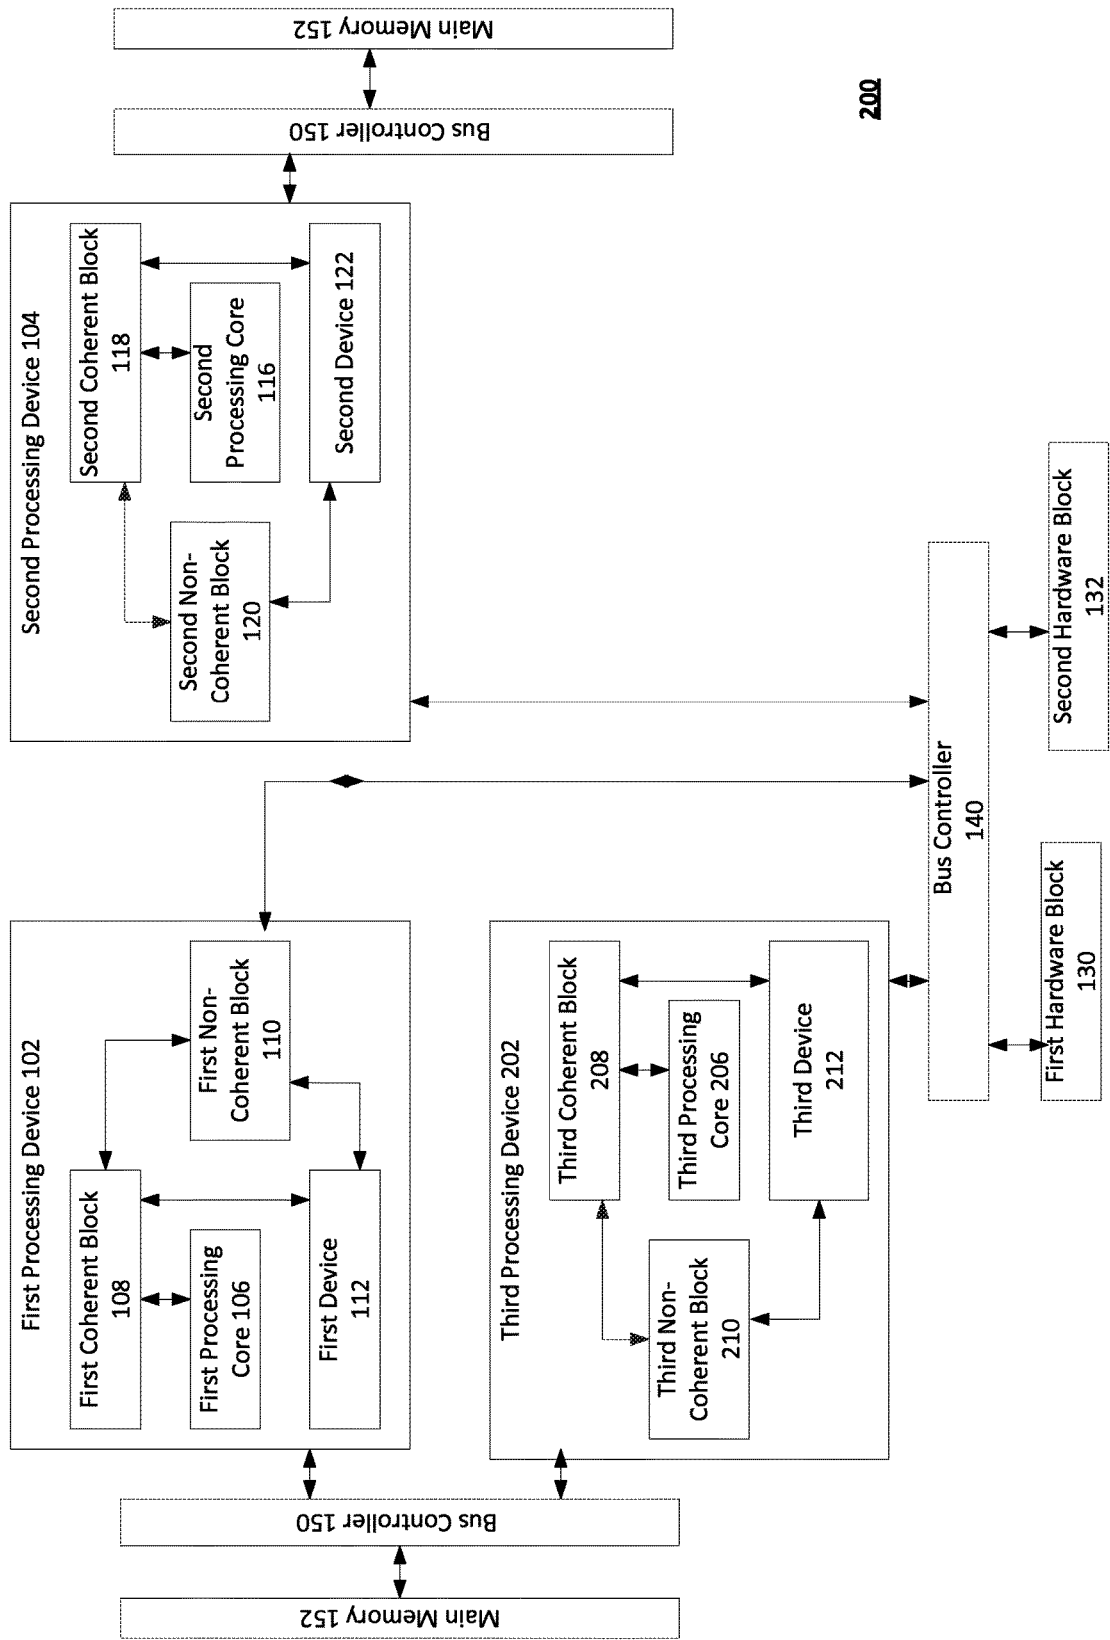 First Processing Device 102
First Coherent Block
108
First Processing
Core 106
First Device
112
First Non-
Coherent Block
110
Second Processing Device 104
Second Coherent Block
118
Second
Processing Core
116
Second Device 122
Second Non-
Coherent Block
120
Third Processing Device 202
Third Coherent Block
208
Third Processing
Core 206
Third Device
212
Third Non-
Coherent Block
210
Main Memory 152
Bus Controller 150
Bus Controller 150
Main Memory 152
Bus Controller
140
First Hardware Block
130
Second Hardware Block
132
200